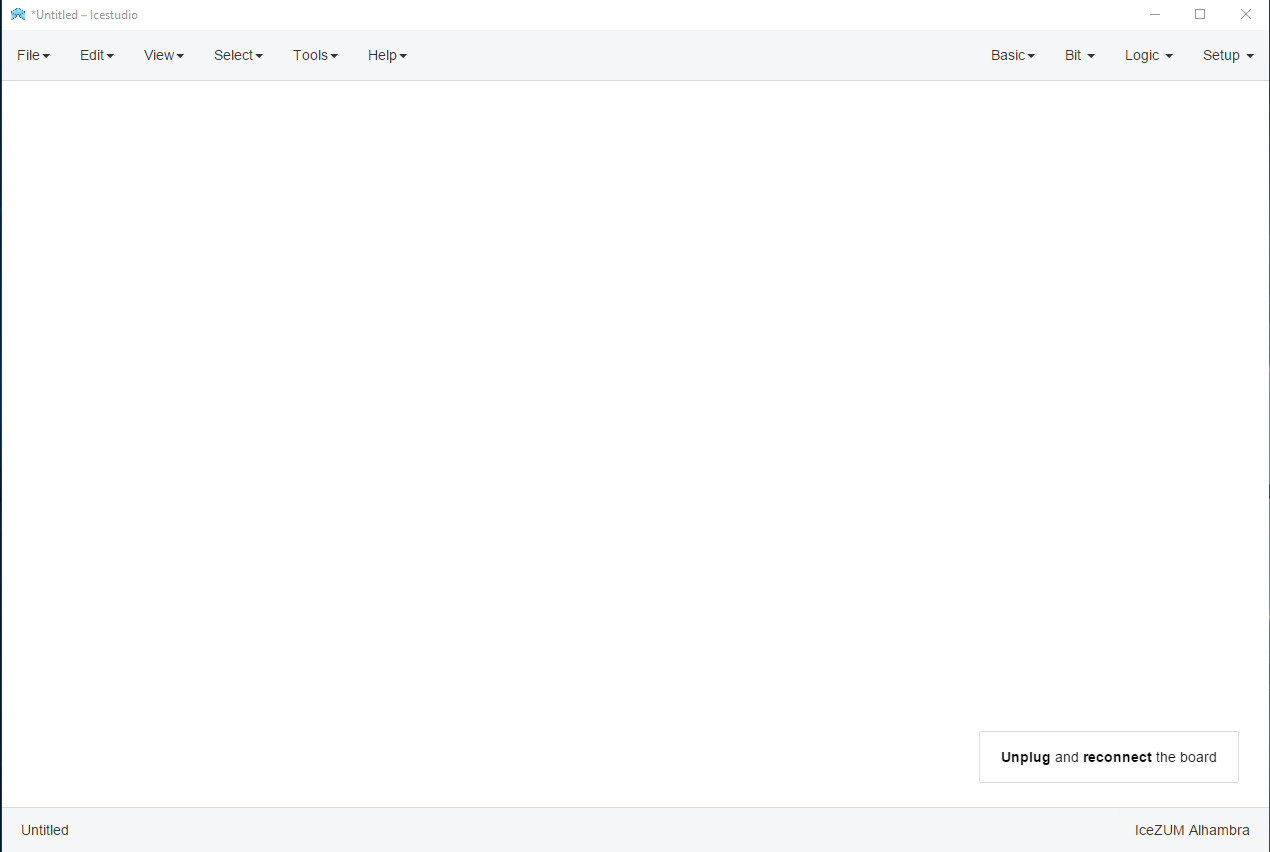 *Untitled – Icestudio
File Edit View Select Tools Help Basic Bit Logic Setup
Unplug and reconnect the board
Untitled IceZUM Alhambra